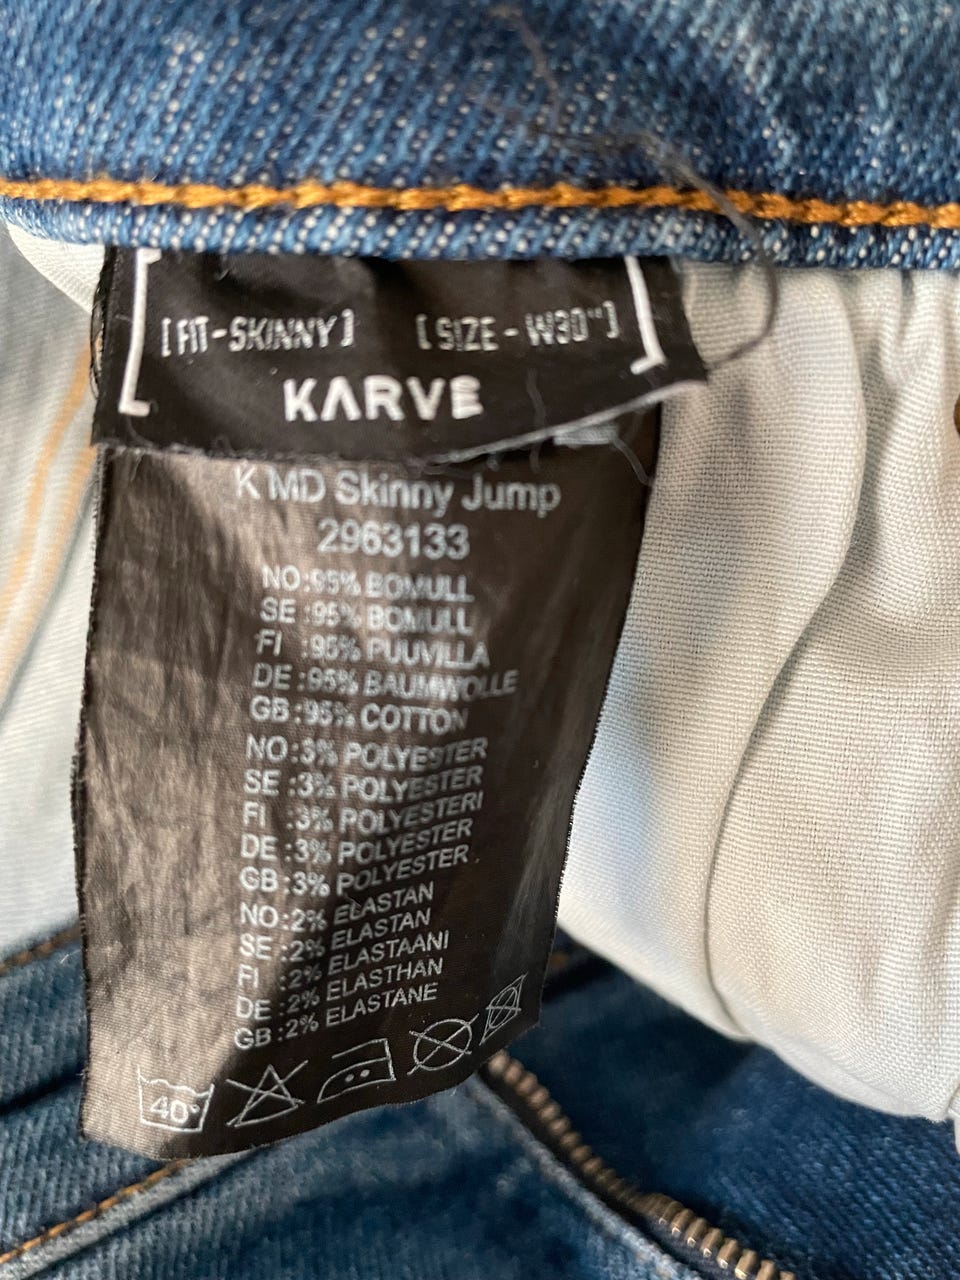 [FIT-SKINNY] [SIZE-W30"]
KARVE
K MD Skinny Jump
2963133
NO:95% BOMULL
SE :95% BOMULL
FI :95% PUUVILLA
DE :95% BAUMWOLLE
GB:95% COTTON
NO:3% POLYESTER
SE :3% POLYESTER
FI :3% POLYESTERI
DE :3% POLYESTER
GB:3% POLYESTER
NO:2% ELASTAN
SE :2% ELASTAN
FI :2% ELASTAANI
DE :2% ELASTHAN
GB :2% ELASTANE
40°